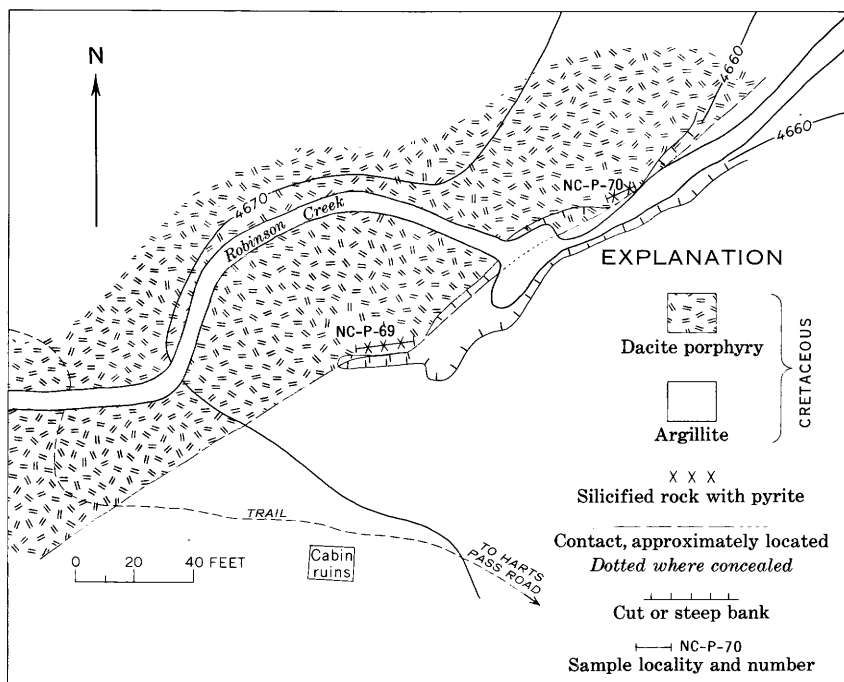 N
4660
4660
NC-P-70
4670
Robinson Creek
NC-P-69
TRAIL
Cabin
ruins
TO HARTS
PASS ROAD
0 20 40 FEET
EXPLANATION
Dacite porphyry
Argillite
CRETACEOUS
X X X
Silicified rock with pyrite
Contact, approximately located
Dotted where concealed
Cut or steep bank
NC-P-70
Sample locality and number